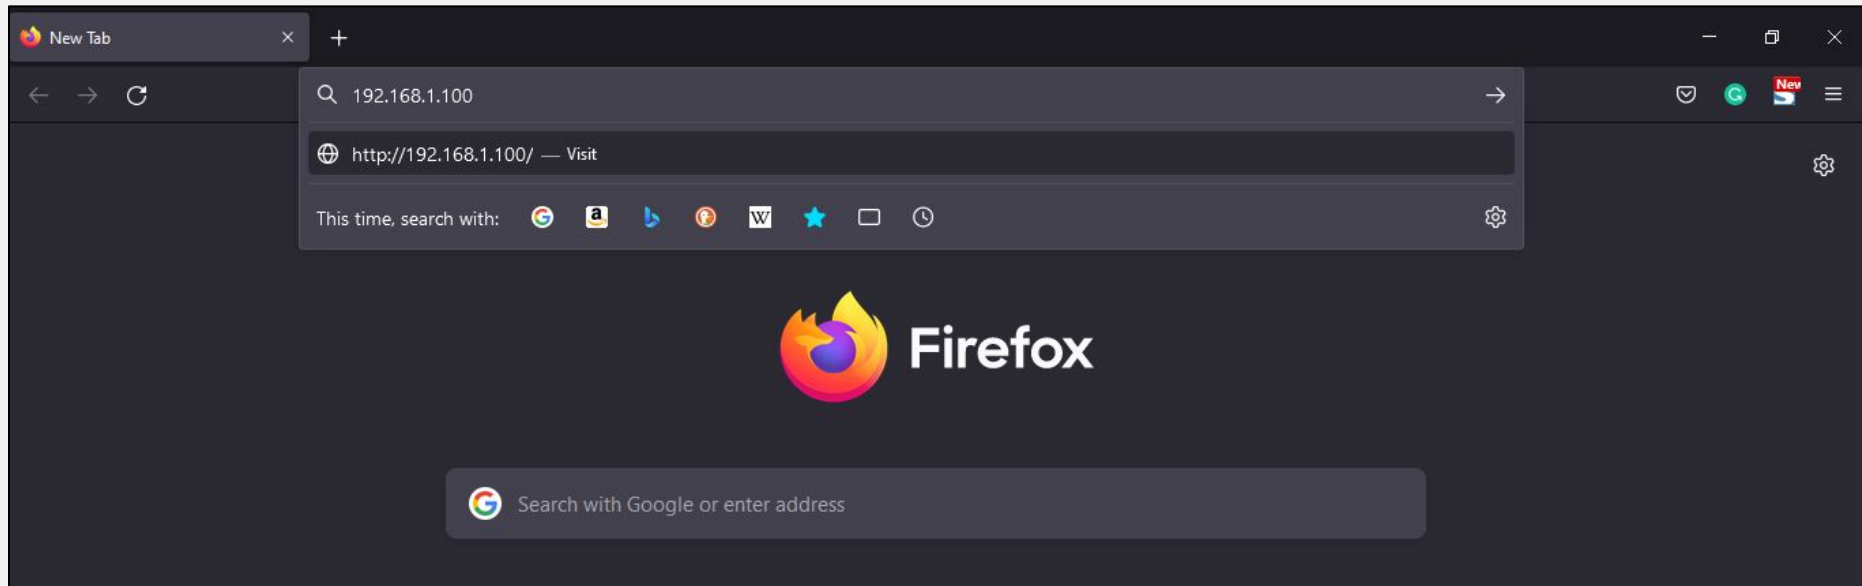 New Tab
192.168.1.100
New
http://192.168.1.100/ — Visit
This time, search with: G a b W
Firefox
G Search with Google or enter address